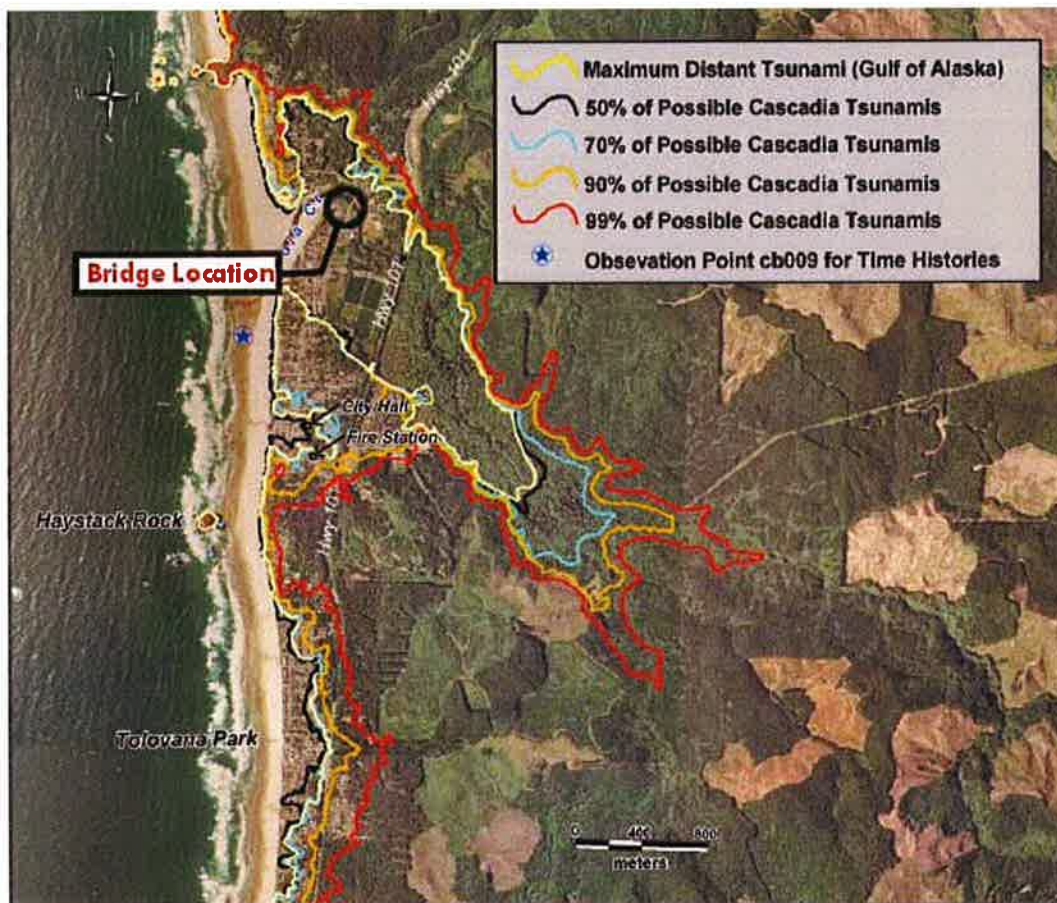 Maximum Distant Tsunami (Gulf of Alaska)
50% of Possible Cascadia Tsunamis
70% of Possible Cascadia Tsunamis
90% of Possible Cascadia Tsunamis
99% of Possible Cascadia Tsunamis
Obsevation Point cb009 for Time Histories
Hwy 101
Bridge Location
Hwy 101
City Hall
Fire Station
Haystack Rock
Hwy 101
Tolovana Park
0 400 800
meters